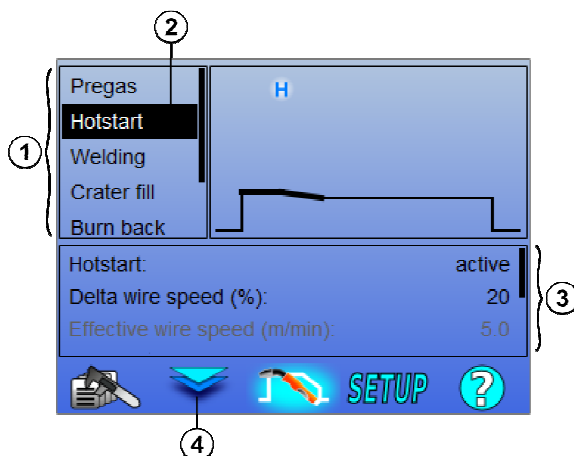 2
Pregas
H
Hotstart
1
Welding
Crater fill
Burn back
Hotstart: active
Delta wire speed (%): 20
3
Effective wire speed (m/min): 5.0
SETUP ?
4